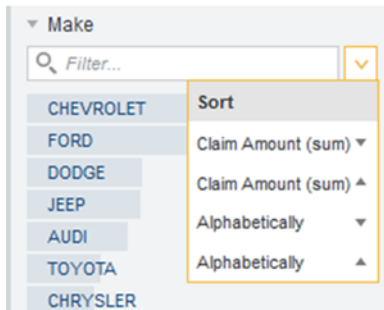 Make
Filter...
Sort
CHEVROLET
Claim Amount (sum)
FORD
Claim Amount (sum)
DODGE
Alphabetically
JEEP
Alphabetically
AUDI
TOYOTA
CHRYSLER